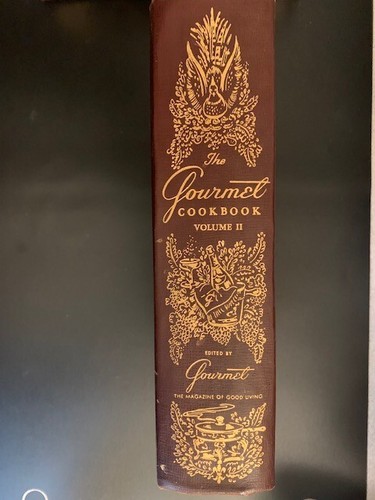 The
Gourmet
COOKBOOK
VOLUME II
EDITED BY
Gourmet
THE MAGAZINE OF GOOD LIVING